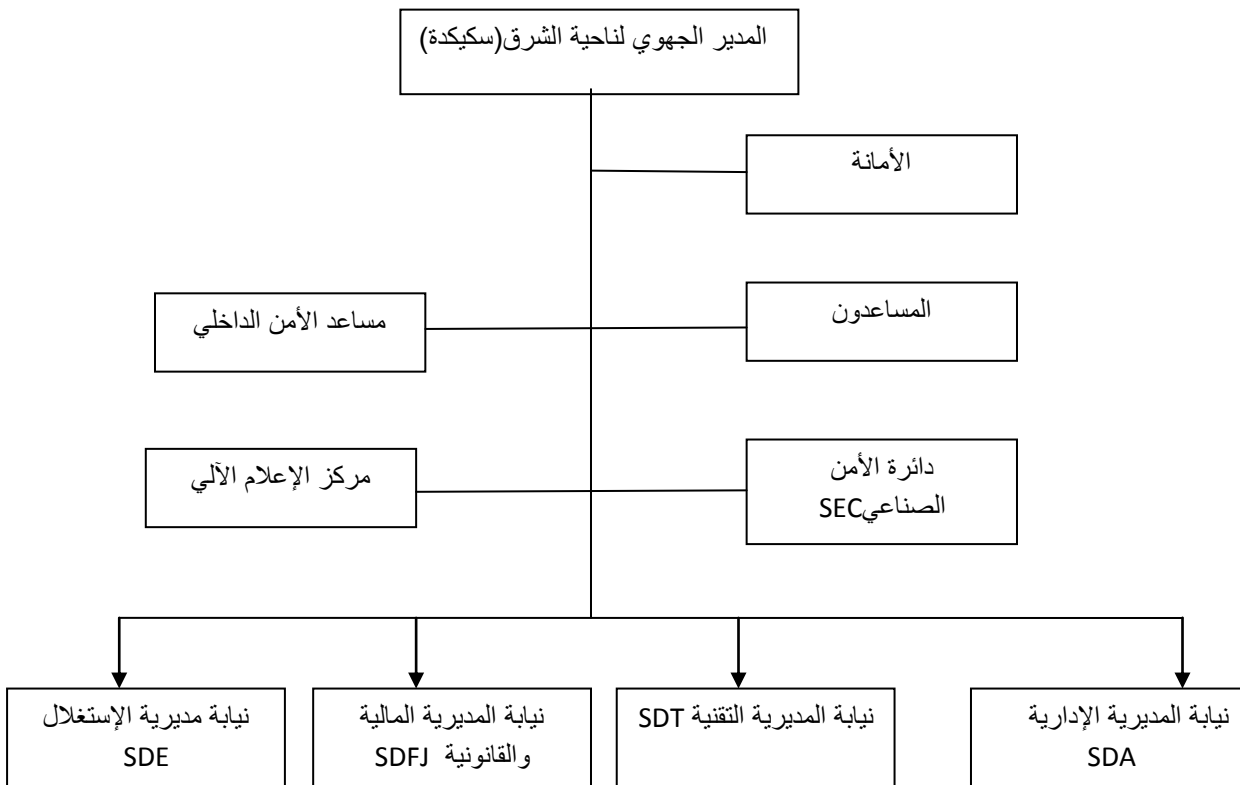 المدير الجهوي لناحية الشرق(سكيكدة)
الأمانة
المساعدون
مساعد الأمن الداخلي
دائرة الأمن
الصناعيSEC
مركز الإعلام الآلي
نيابة المديرية الإدارية
SDA
نيابة المديرية التقنية SDT
نيابة المديرية المالية
والقانونية SDFJ
نيابة مديرية الإستغلال
SDE